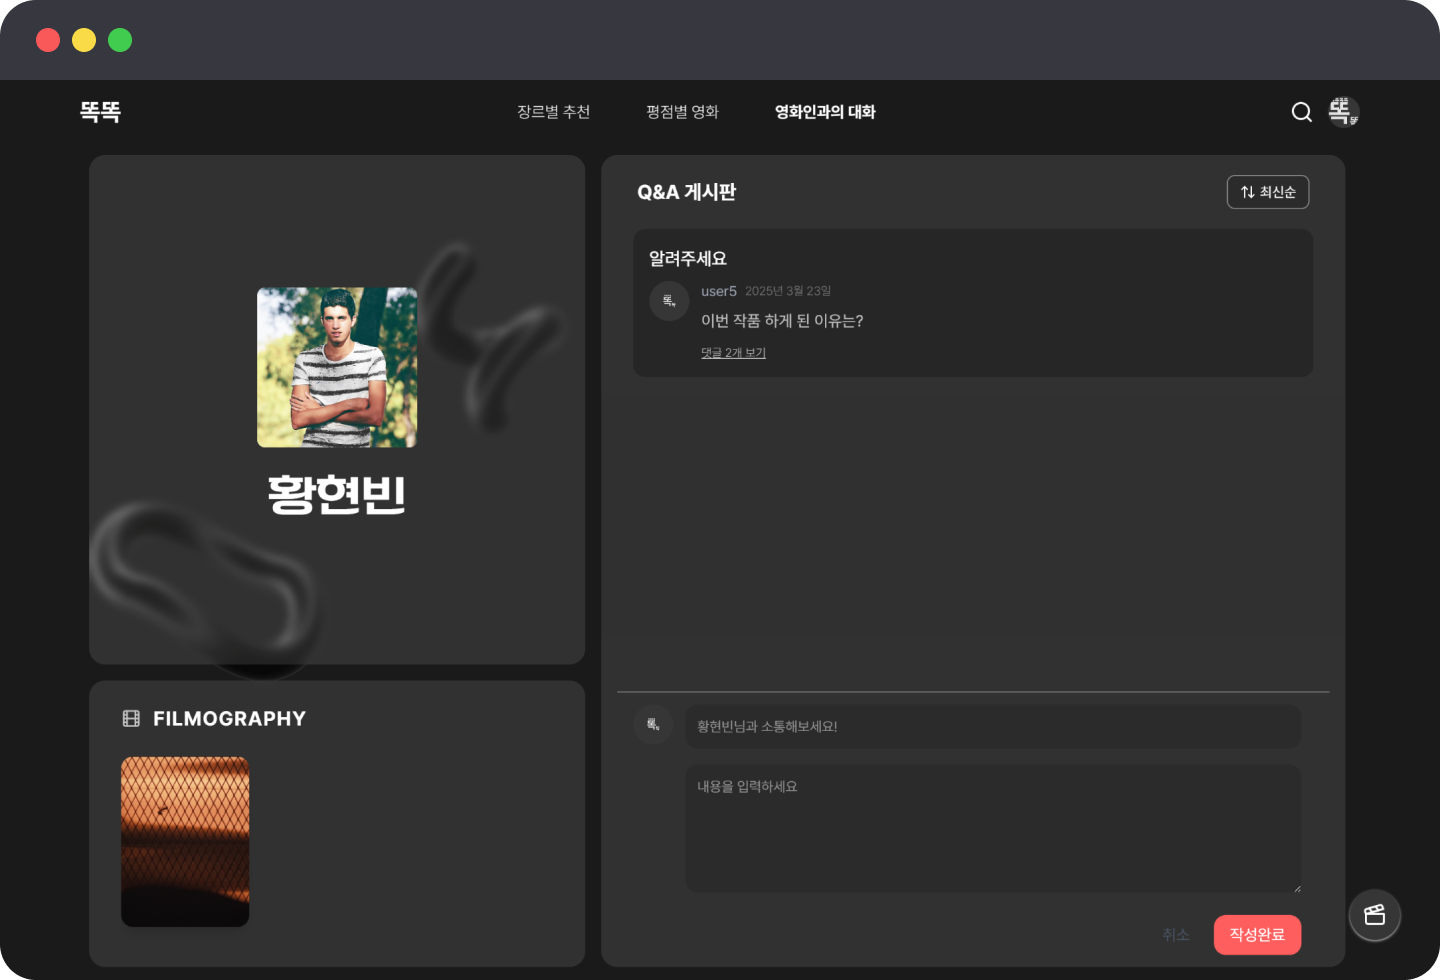 똑똑
장르별 추천
평점별 영화
영화인과의 대화
황현빈
FILMOGRAPHY
Q&A 게시판
최신순
알려주세요
user5 2025년 3월 23일
이번 작품 하게 된 이유는?
댓글 2개 보기
황현빈님과 소통해보세요!
내용을 입력하세요
취소
작성완료